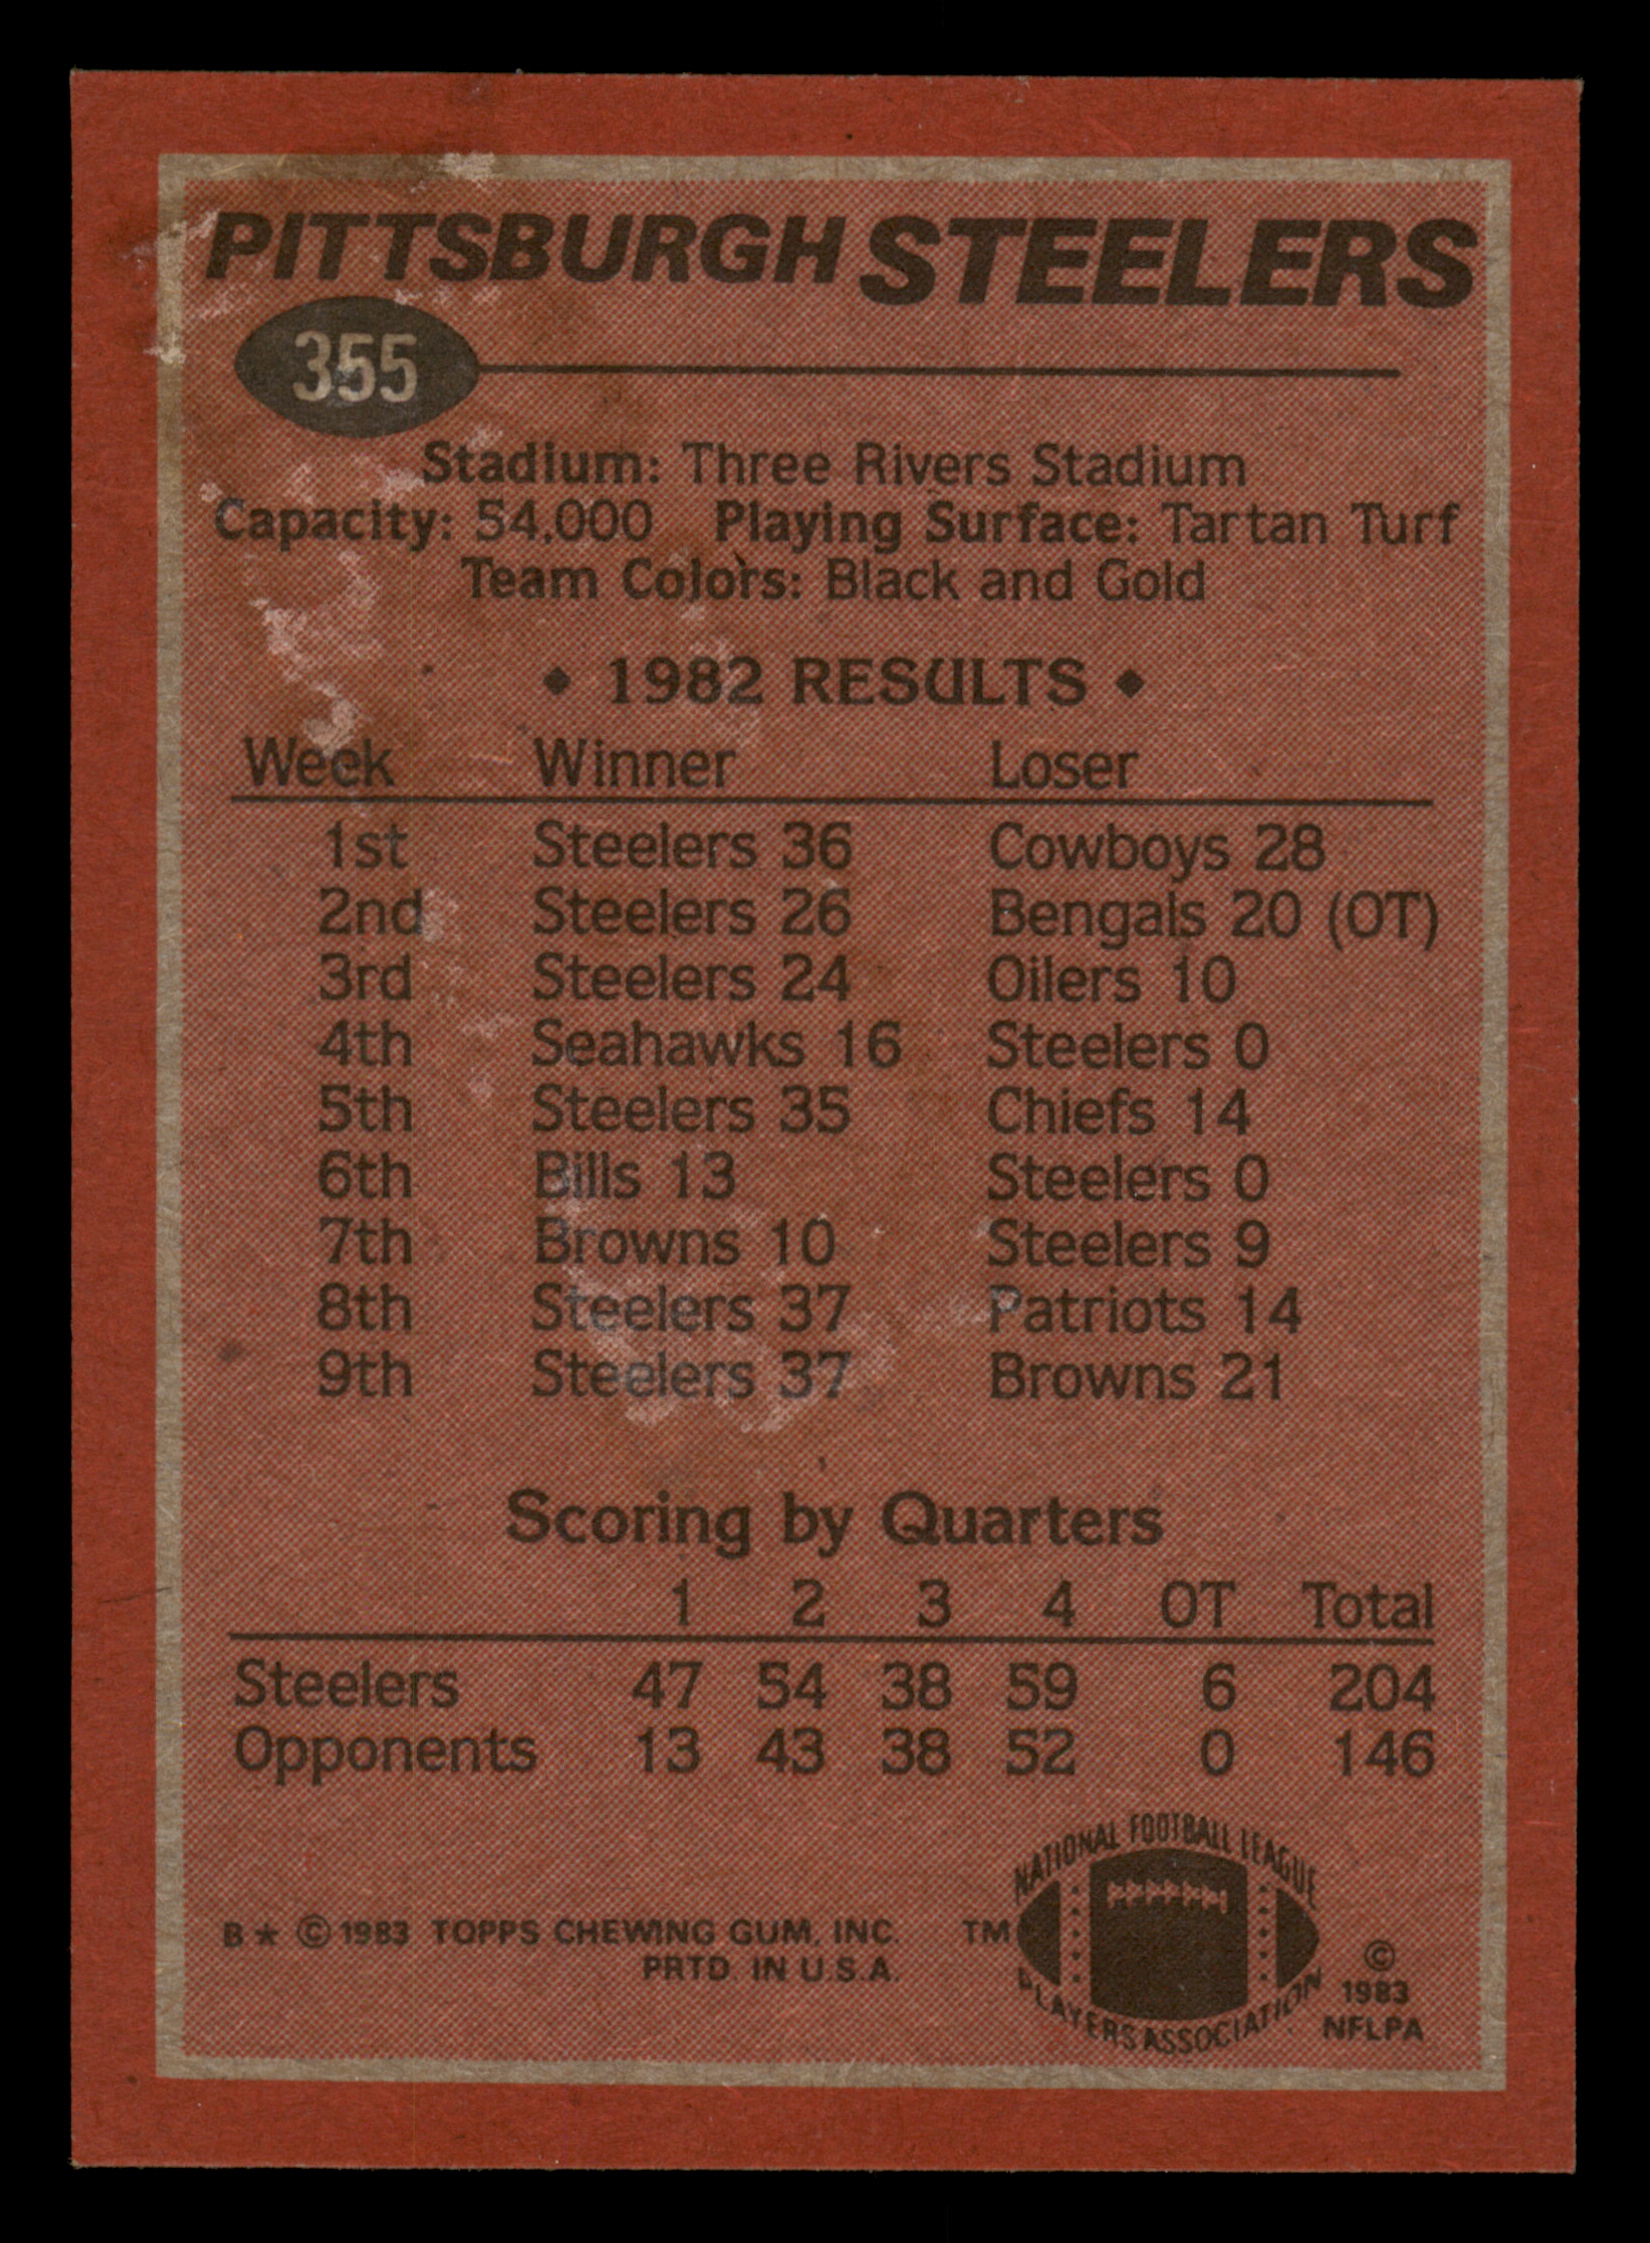 PITTSBURGH STEELERS
355
Stadium: Three Rivers Stadium
Capacity: 54,000 Playing Surface: Tartan Turf
Team Colors: Black and Gold
◆ 1982 RESULTS ◆
Week Winner Loser
1st Steelers 36 Cowboys 28
2nd Steelers 26 Bengals 20 (OT)
3rd Steelers 24 Oilers 10
4th Seahawks 16 Steelers 0
5th Steelers 35 Chiefs 14
6th Bills 13 Steelers 0
7th Browns 10 Steelers 9
8th Steelers 37 Patriots 14
9th Steelers 37 Browns 21
Scoring by Quarters
1 2 3 4 OT Total
Steelers 47 54 38 59 6 204
Opponents 13 43 38 52 0 146
NATIONAL FOOTBALL LEAGUE
PLAYERS ASSOCIATION
B★ © 1983 TOPPS CHEWING GUM, INC. TM
PRTD. IN U.S.A.
©
1983
NFLPA